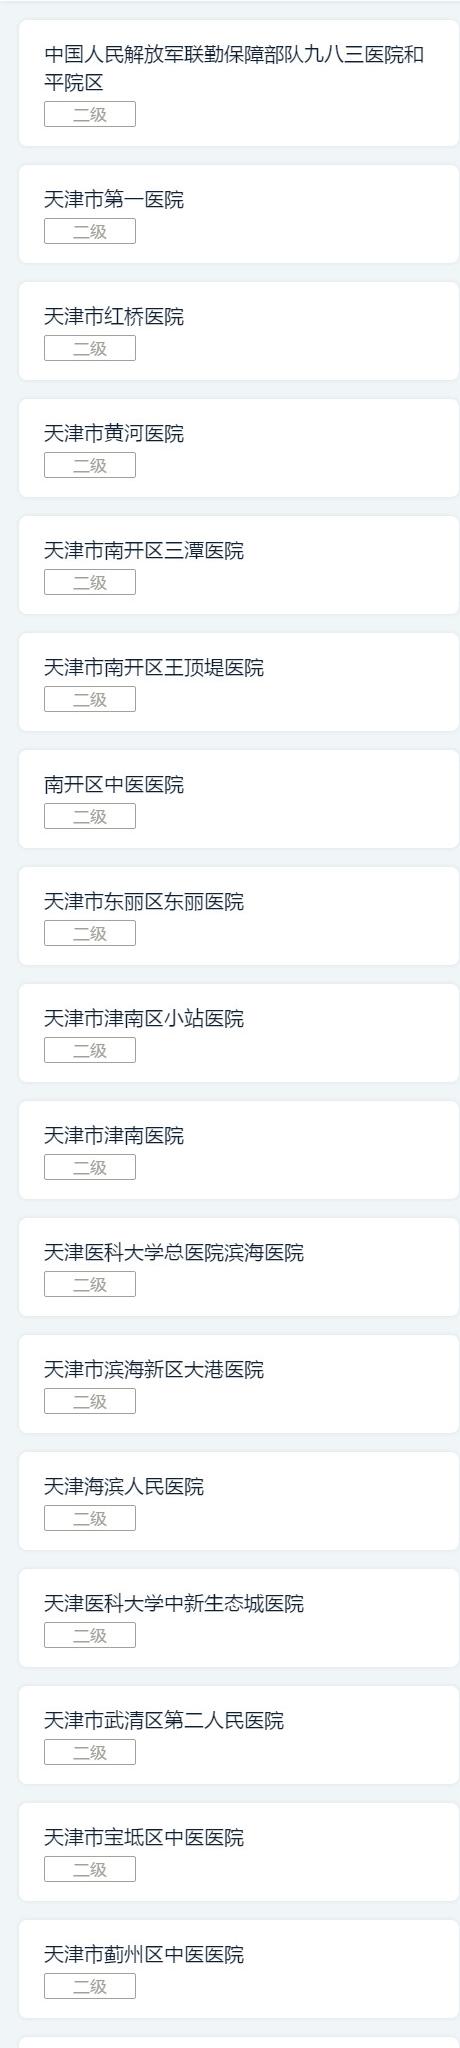 中国人民解放军联勤保障部队九八三医院和
平院区
二级
天津市第一医院
二级
天津市红桥医院
二级
天津市黄河医院
二级
天津市南开区三潭医院
二级
天津市南开区王顶堤医院
二级
南开区中医医院
二级
天津市东丽区东丽医院
二级
天津市津南区小站医院
二级
天津市津南医院
二级
天津医科大学总医院滨海医院
二级
天津市滨海新区大港医院
二级
天津海滨人民医院
二级
天津医科大学中新生态城医院
二级
天津市武清区第二人民医院
二级
天津市宝坻区中医医院
二级
天津市蓟州区中医医院
二级